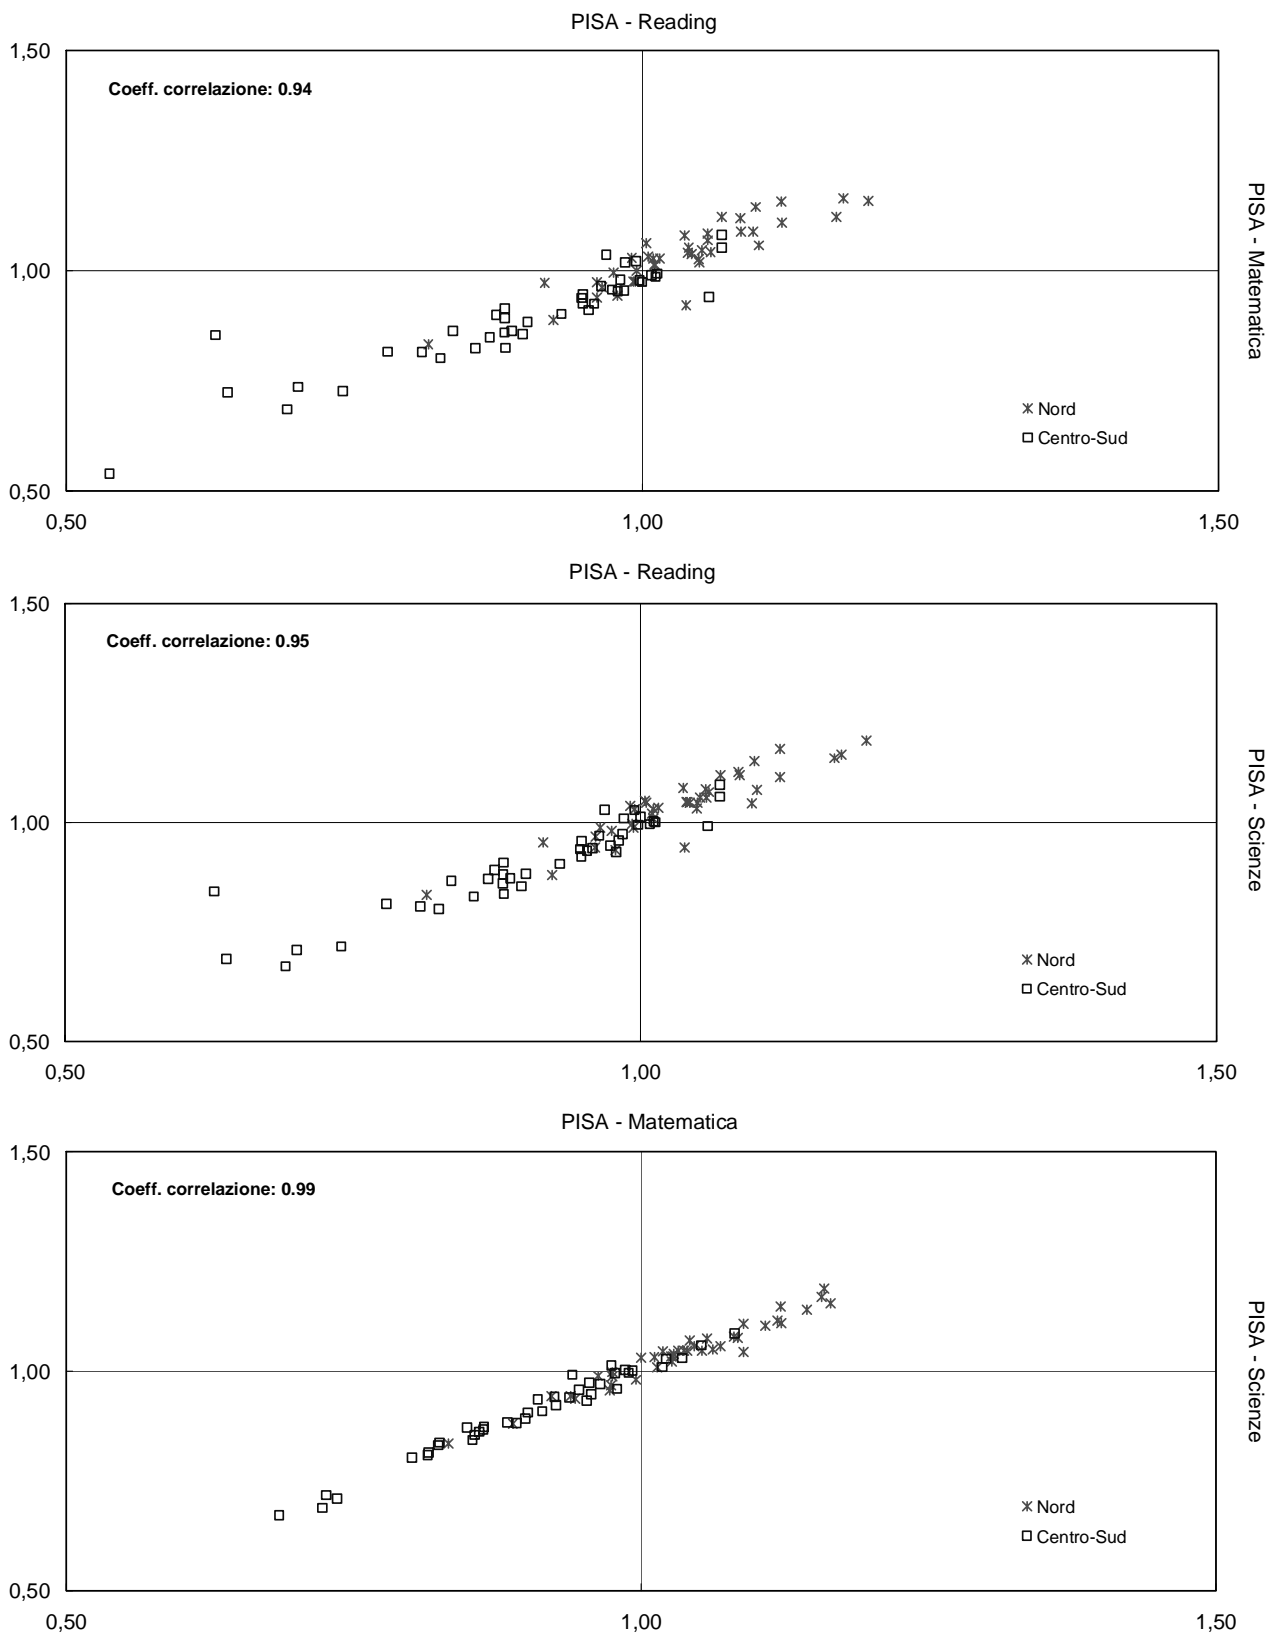 PISA - Reading
1,50
Coeff. correlazione: 0.94
PISA - Matematica
1,00
Nord
Centro-Sud
0,50
0,50
1,00
1,50
PISA - Reading
1,50
Coeff. correlazione: 0.95
PISA - Scienze
1,00
Nord
Centro-Sud
0,50
0,50
1,00
1,50
PISA - Matematica
1,50
Coeff. correlazione: 0.99
PISA - Scienze
1,00
Nord
Centro-Sud
0,50
0,50
1,00
1,50